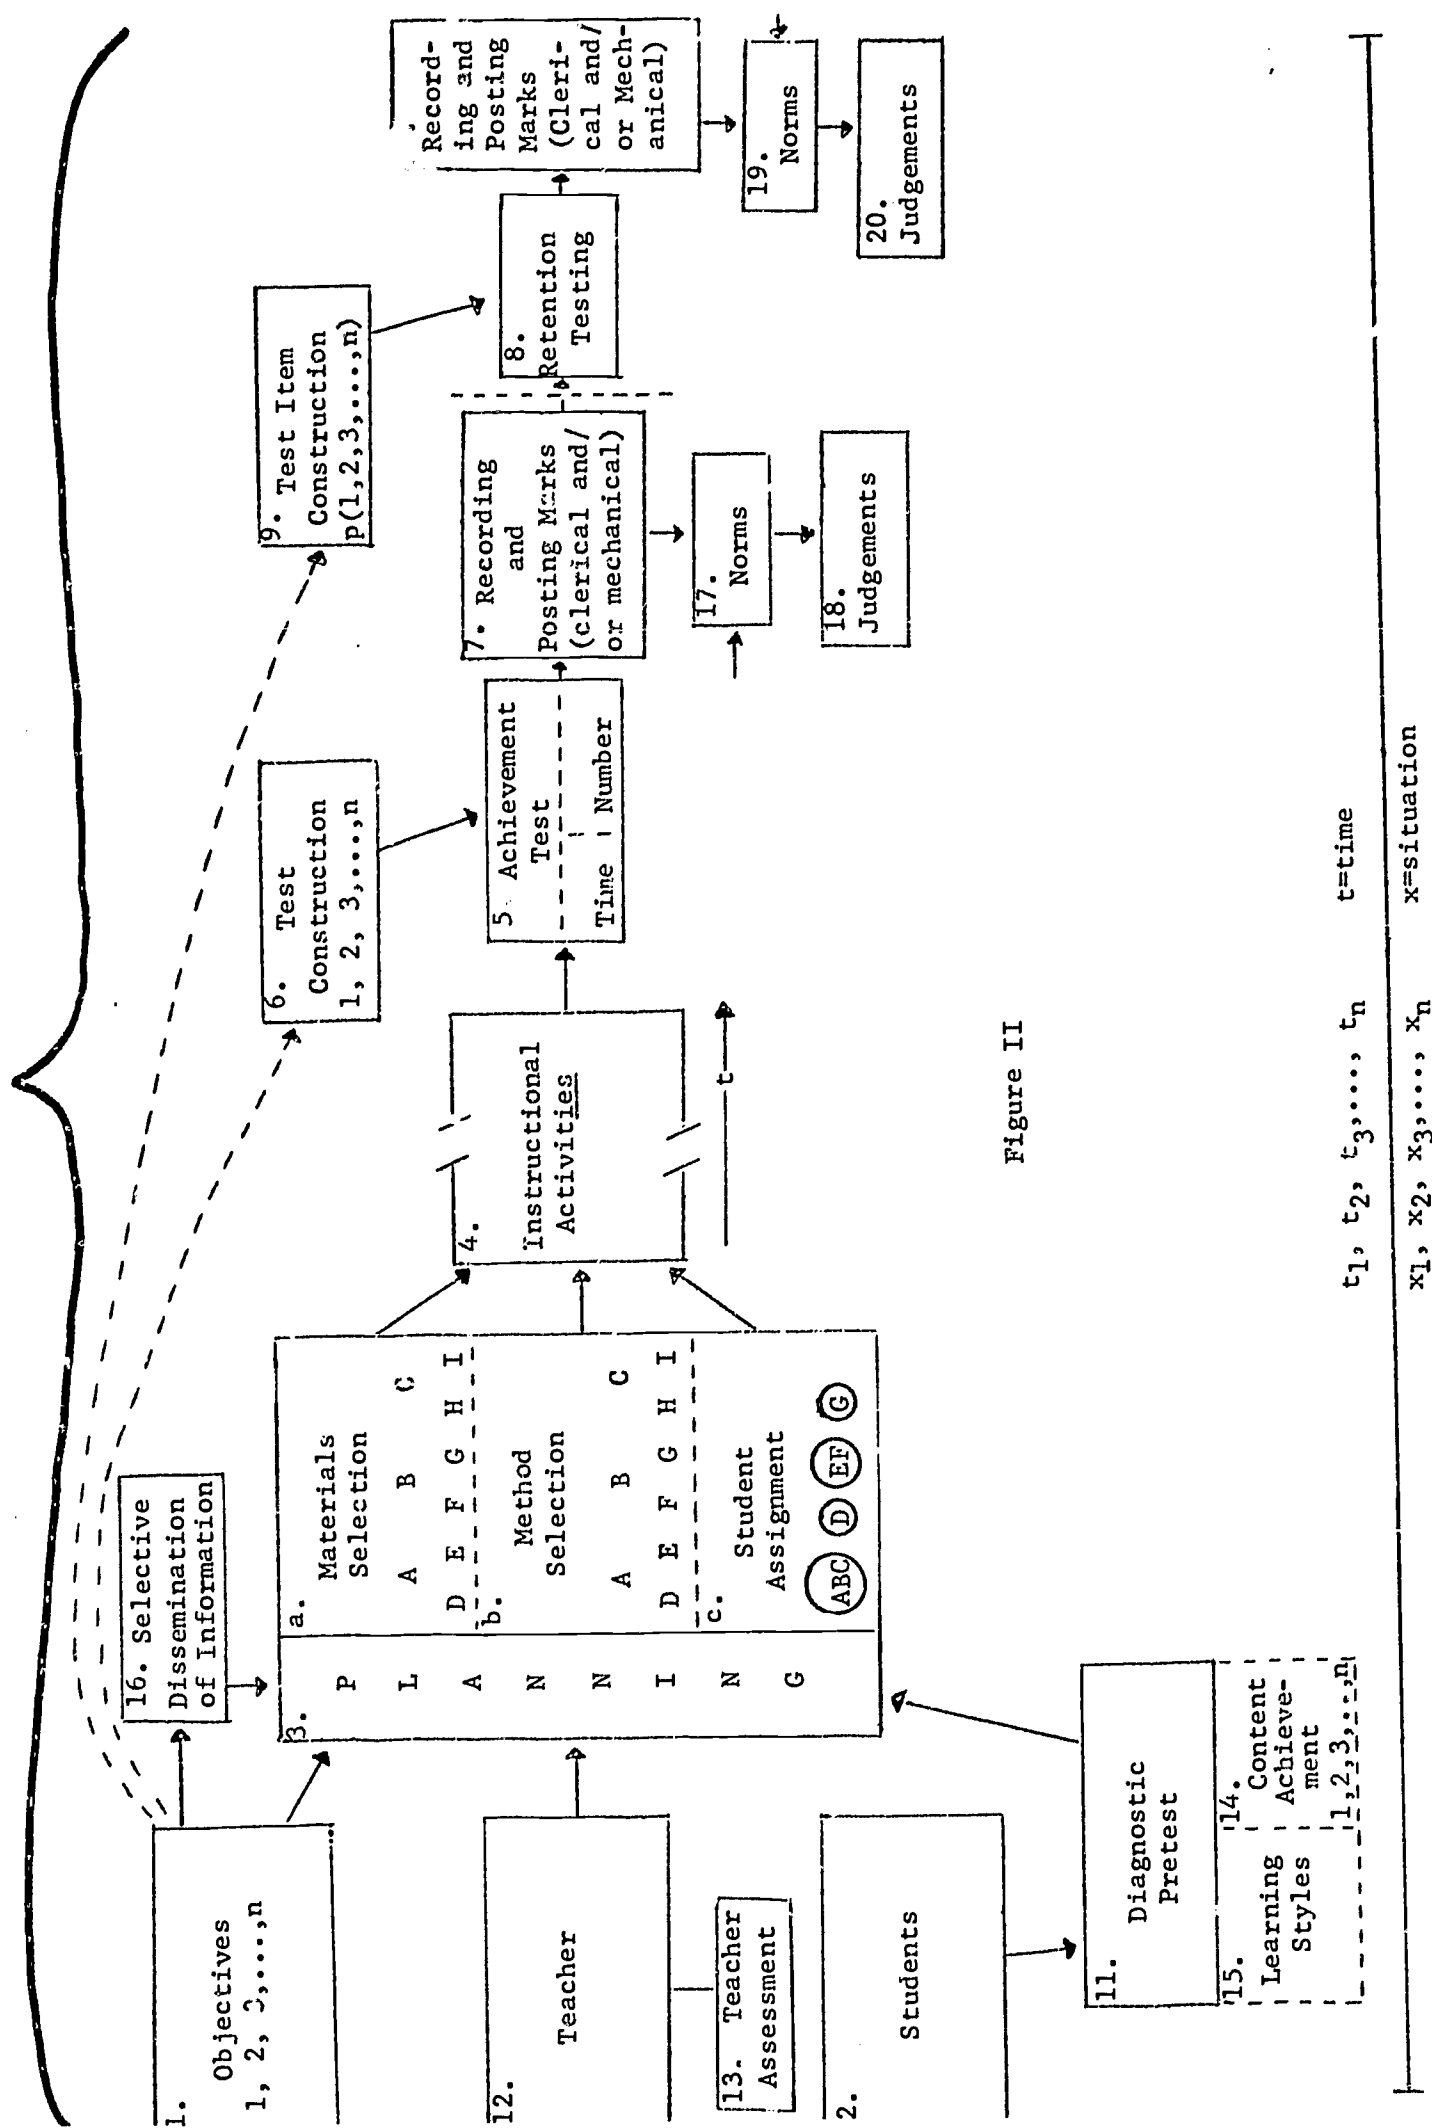 1.
Objectives
1, 2, 3,...,n
16. Selective
Dissemination
of Information
12.
Teacher
13. Teacher
Assessment
2.
Students
11.
Diagnostic
Pretest
15.
Learning
Styles
14.
Content
Achieve-
ment
1,2,3,...,n
3.
P
L
A
N
N
I
N
G
a.
Materials
Selection
A B C
D E F G H I
b.
Method
Selection
A B C
D E F G H I
c.
Student
Assignment
ABC D EF G
4.
Instructional
Activities
t
6. Test
Construction
1, 2, 3,...,n
5. Achievement
Test
Time Number
9. Test Item
Construction
p(1,2,3,...,n)
7. Recording
and
Posting Marks
(clerical and/
or mechanical)
17.
Norms
18.
Judgements
8.
Retention
Testing
Record-
ing and
Posting
Marks
(Cleri-
cal and/
or Mech-
anical)
19.
Norms
20.
Judgements
Figure II
t1, t2, t3,..., tn t=time
x1, x2, x3,..., xn x=situation